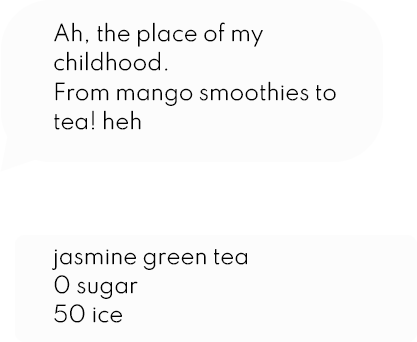 Ah, the place of my
childhood.
From mango smoothies to
tea! heh
jasmine green tea
0 sugar
50 ice